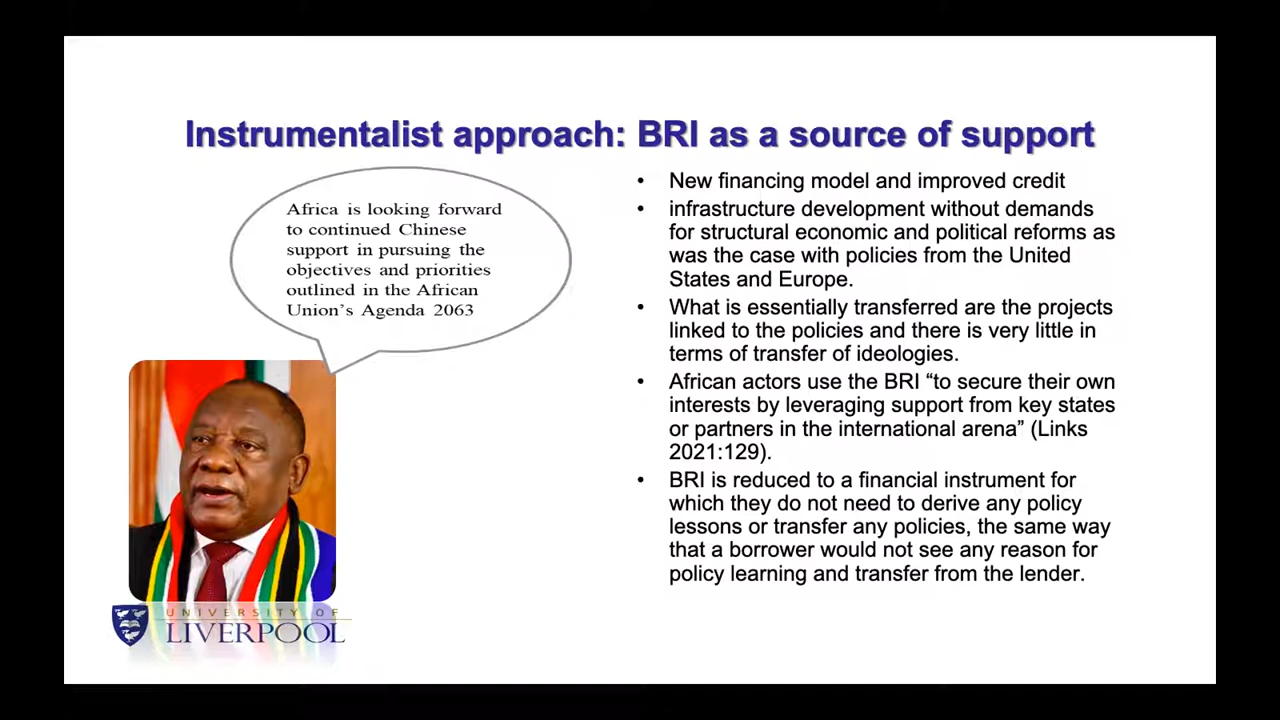 Instrumentalist approach: BRI as a source of support
Africa is looking forward
to continued Chinese
support in pursuing the
objectives and priorities
outlined in the African
Union's Agenda 2063
• New financing model and improved credit
• infrastructure development without demands
for structural economic and political reforms as
was the case with policies from the United
States and Europe.
• What is essentially transferred are the projects
linked to the policies and there is very little in
terms of transfer of ideologies.
• African actors use the BRI “to secure their own
interests by leveraging support from key states
or partners in the international arena” (Links
2021:129).
• BRI is reduced to a financial instrument for
which they do not need to derive any policy
lessons or transfer any policies, the same way
that a borrower would not see any reason for
policy learning and transfer from the lender.
UNIVERSITY OF
LIVERPOOL